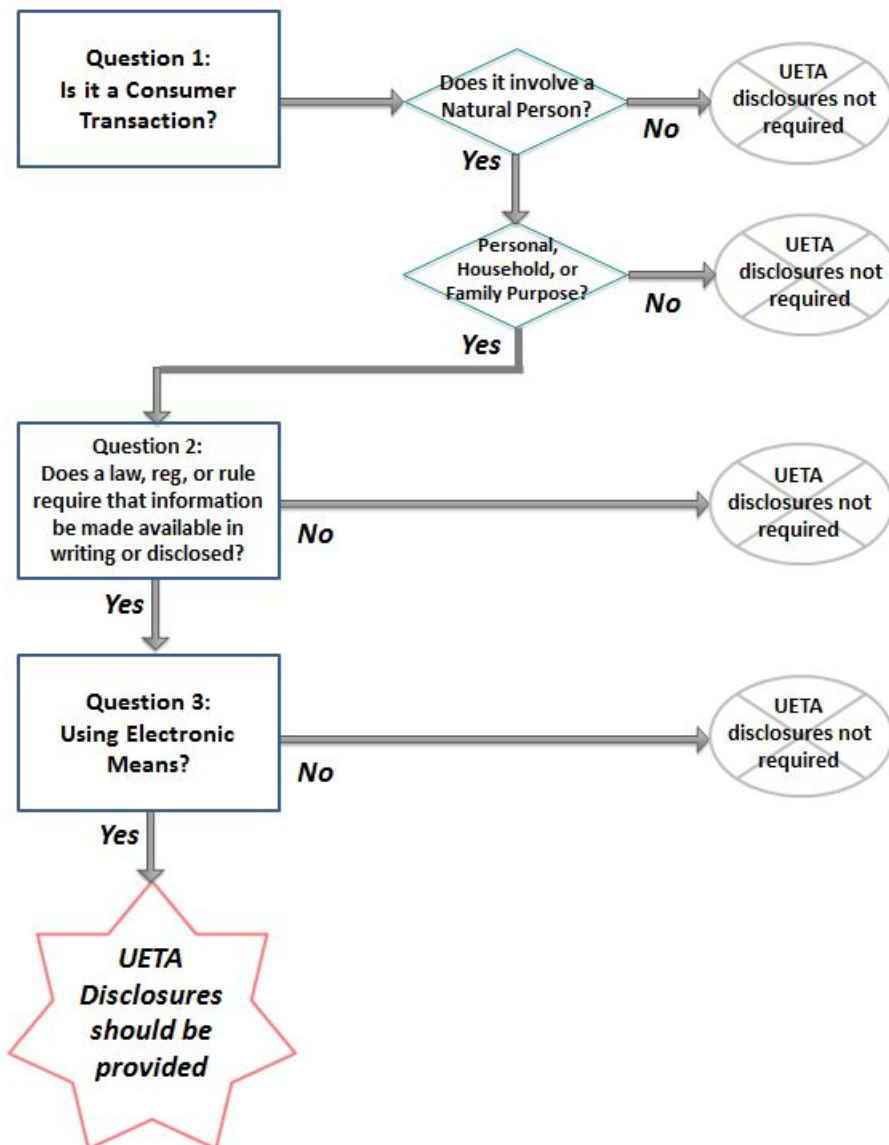 Question 1:
Is it a Consumer
Transaction?
Does it involve a
Natural Person?
No
UETA
disclosures not
required
Yes
Personal,
Household, or
Family Purpose?
No
UETA
disclosures not
required
Yes
Question 2:
Does a law, reg, or rule
require that information
be made available in
writing or disclosed?
No
UETA
disclosures not
required
Yes
Question 3:
Using Electronic
Means?
No
UETA
disclosures not
required
Yes
UETA
Disclosures
should be
provided